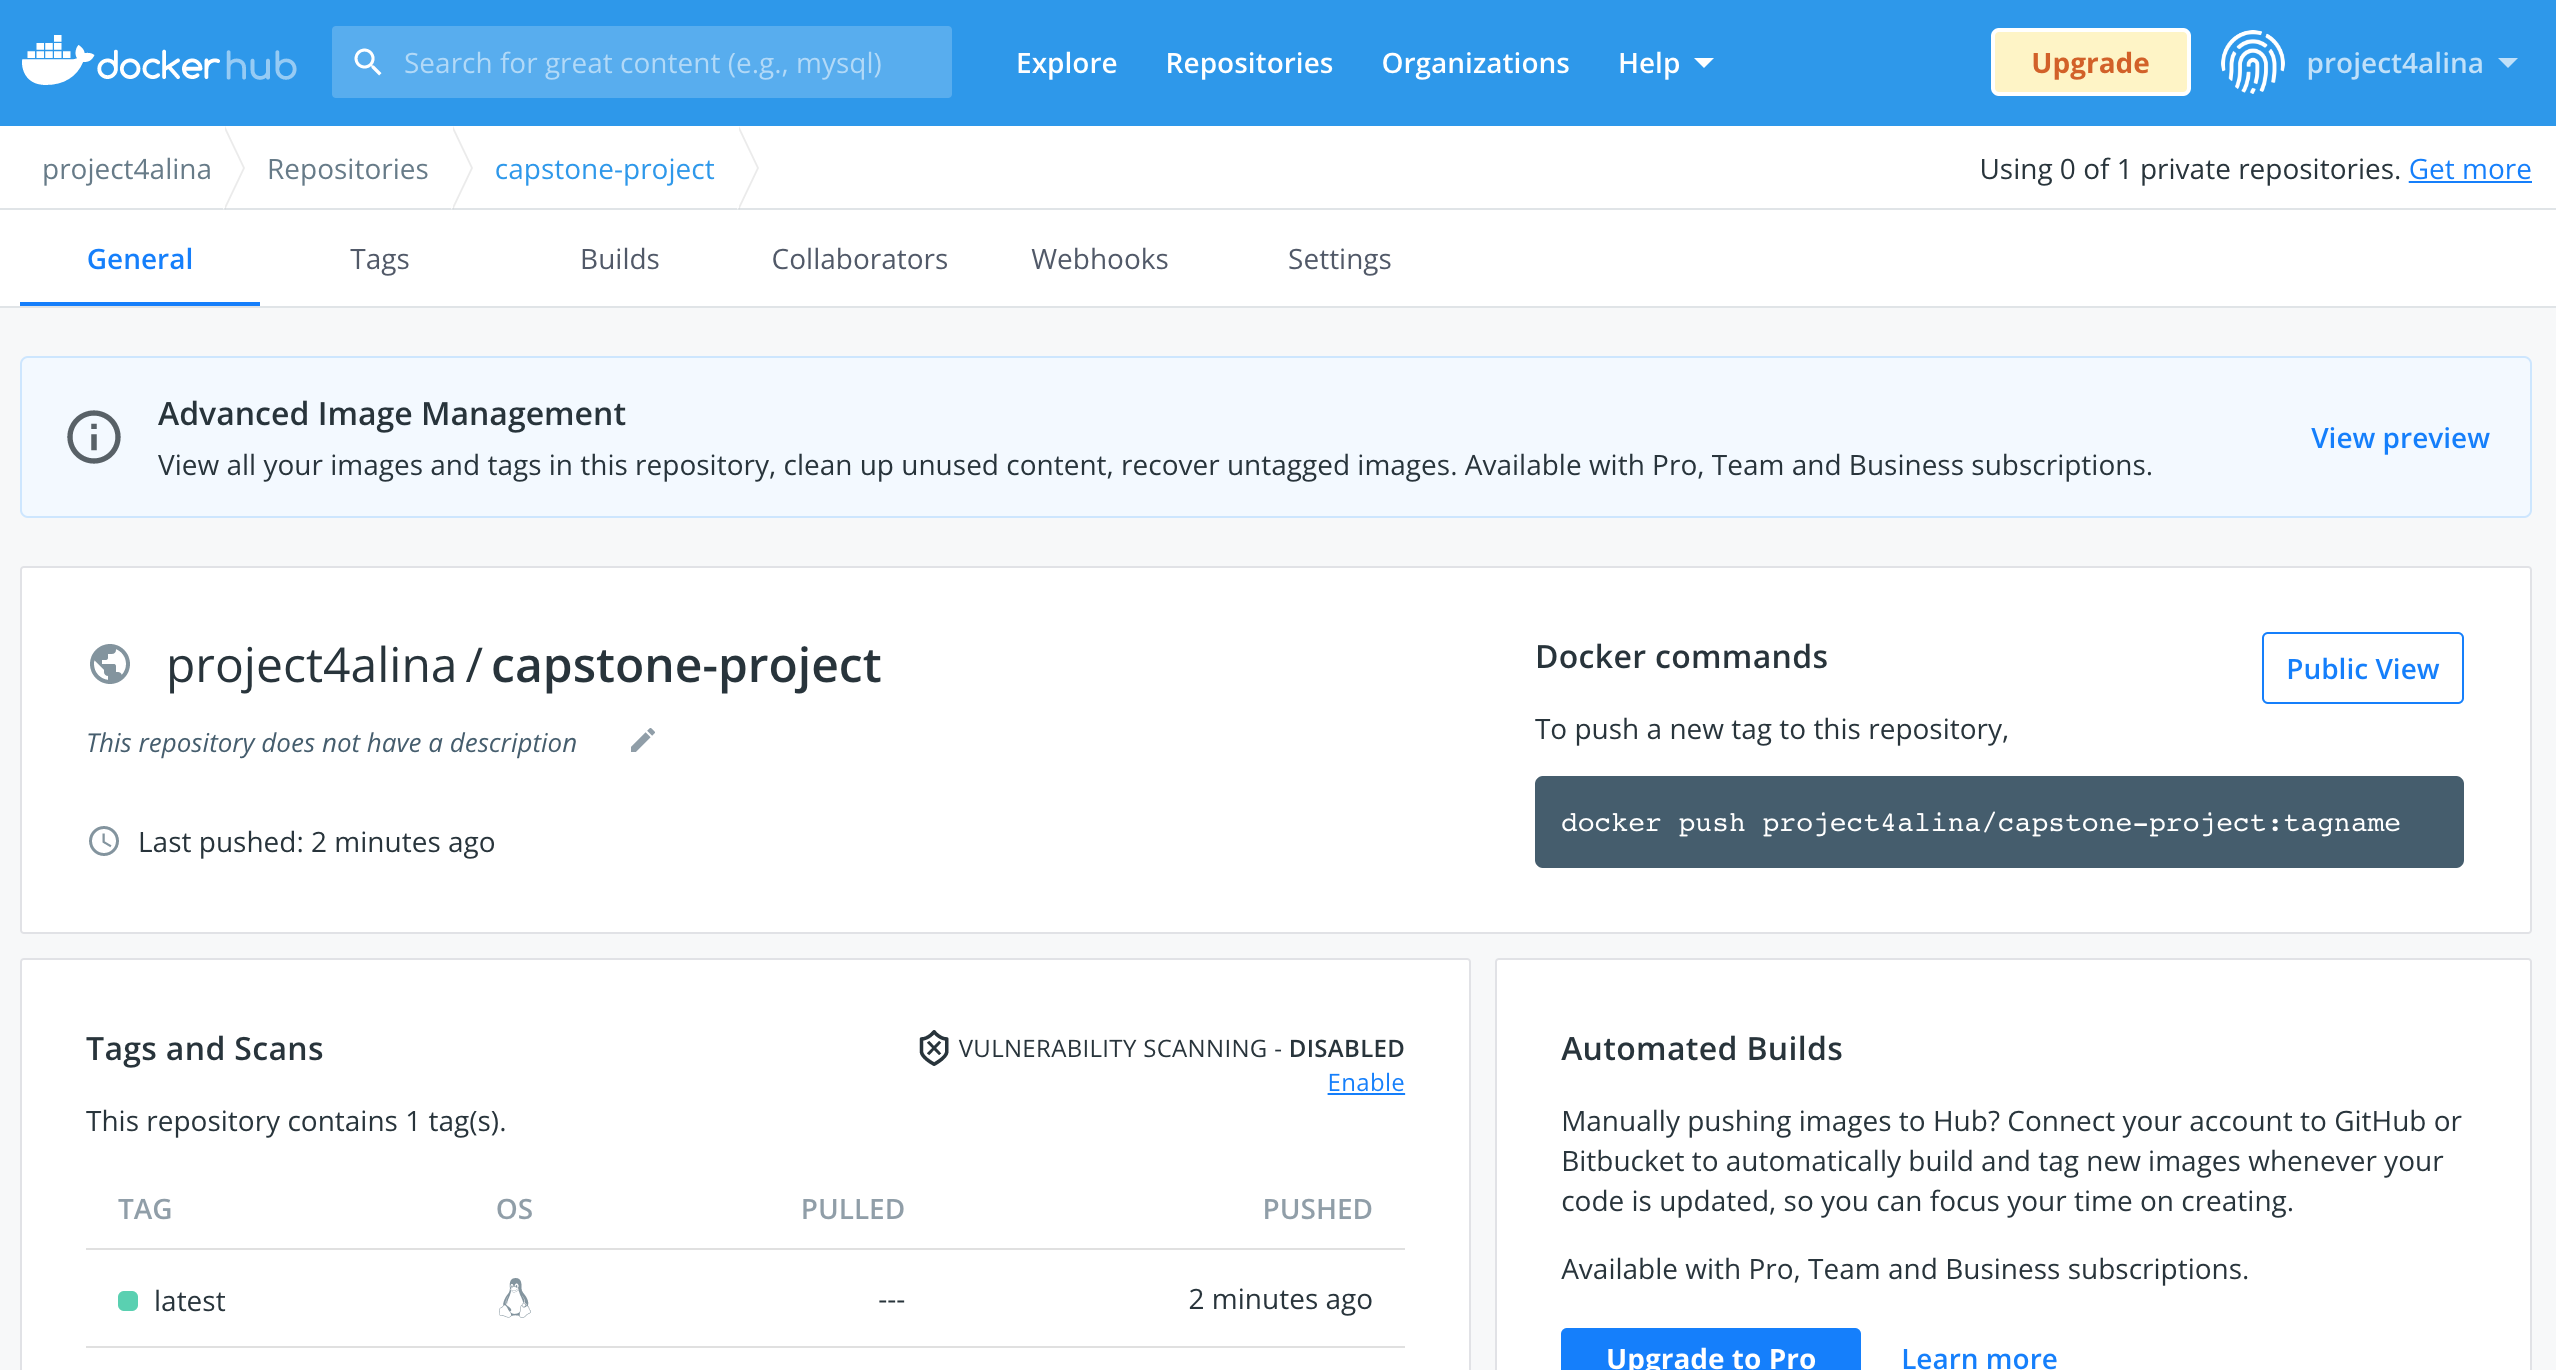 docker hub
Search for great content (e.g., mysql)
Explore
Repositories
Organizations
Help
Upgrade
project4alina
project4alina
Repositories
capstone-project
Using 0 of 1 private repositories. Get more
General
Tags
Builds
Collaborators
Webhooks
Settings
Advanced Image Management
View all your images and tags in this repository, clean up unused content, recover untagged images. Available with Pro, Team and Business subscriptions.
View preview
project4alina / capstone-project
This repository does not have a description
Last pushed: 2 minutes ago
Docker commands
Public View
To push a new tag to this repository,
docker push project4alina/capstone-project:tagname
Tags and Scans
VULNERABILITY SCANNING - DISABLED
Enable
This repository contains 1 tag(s).
TAG OS PULLED PUSHED
latest --- 2 minutes ago
Automated Builds
Manually pushing images to Hub? Connect your account to GitHub or
Bitbucket to automatically build and tag new images whenever your
code is updated, so you can focus your time on creating.
Available with Pro, Team and Business subscriptions.
Upgrade to Pro
Learn more